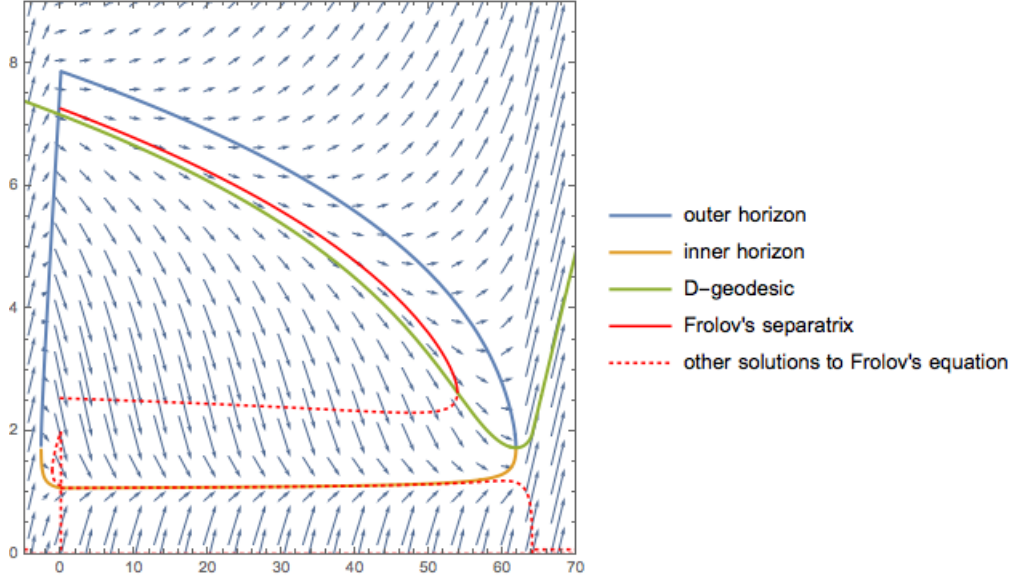 8
6
4
2
0
0 10 20 30 40 50 60 70
outer horizon
inner horizon
D-geodesic
Frolov's separatrix
other solutions to Frolov's equation